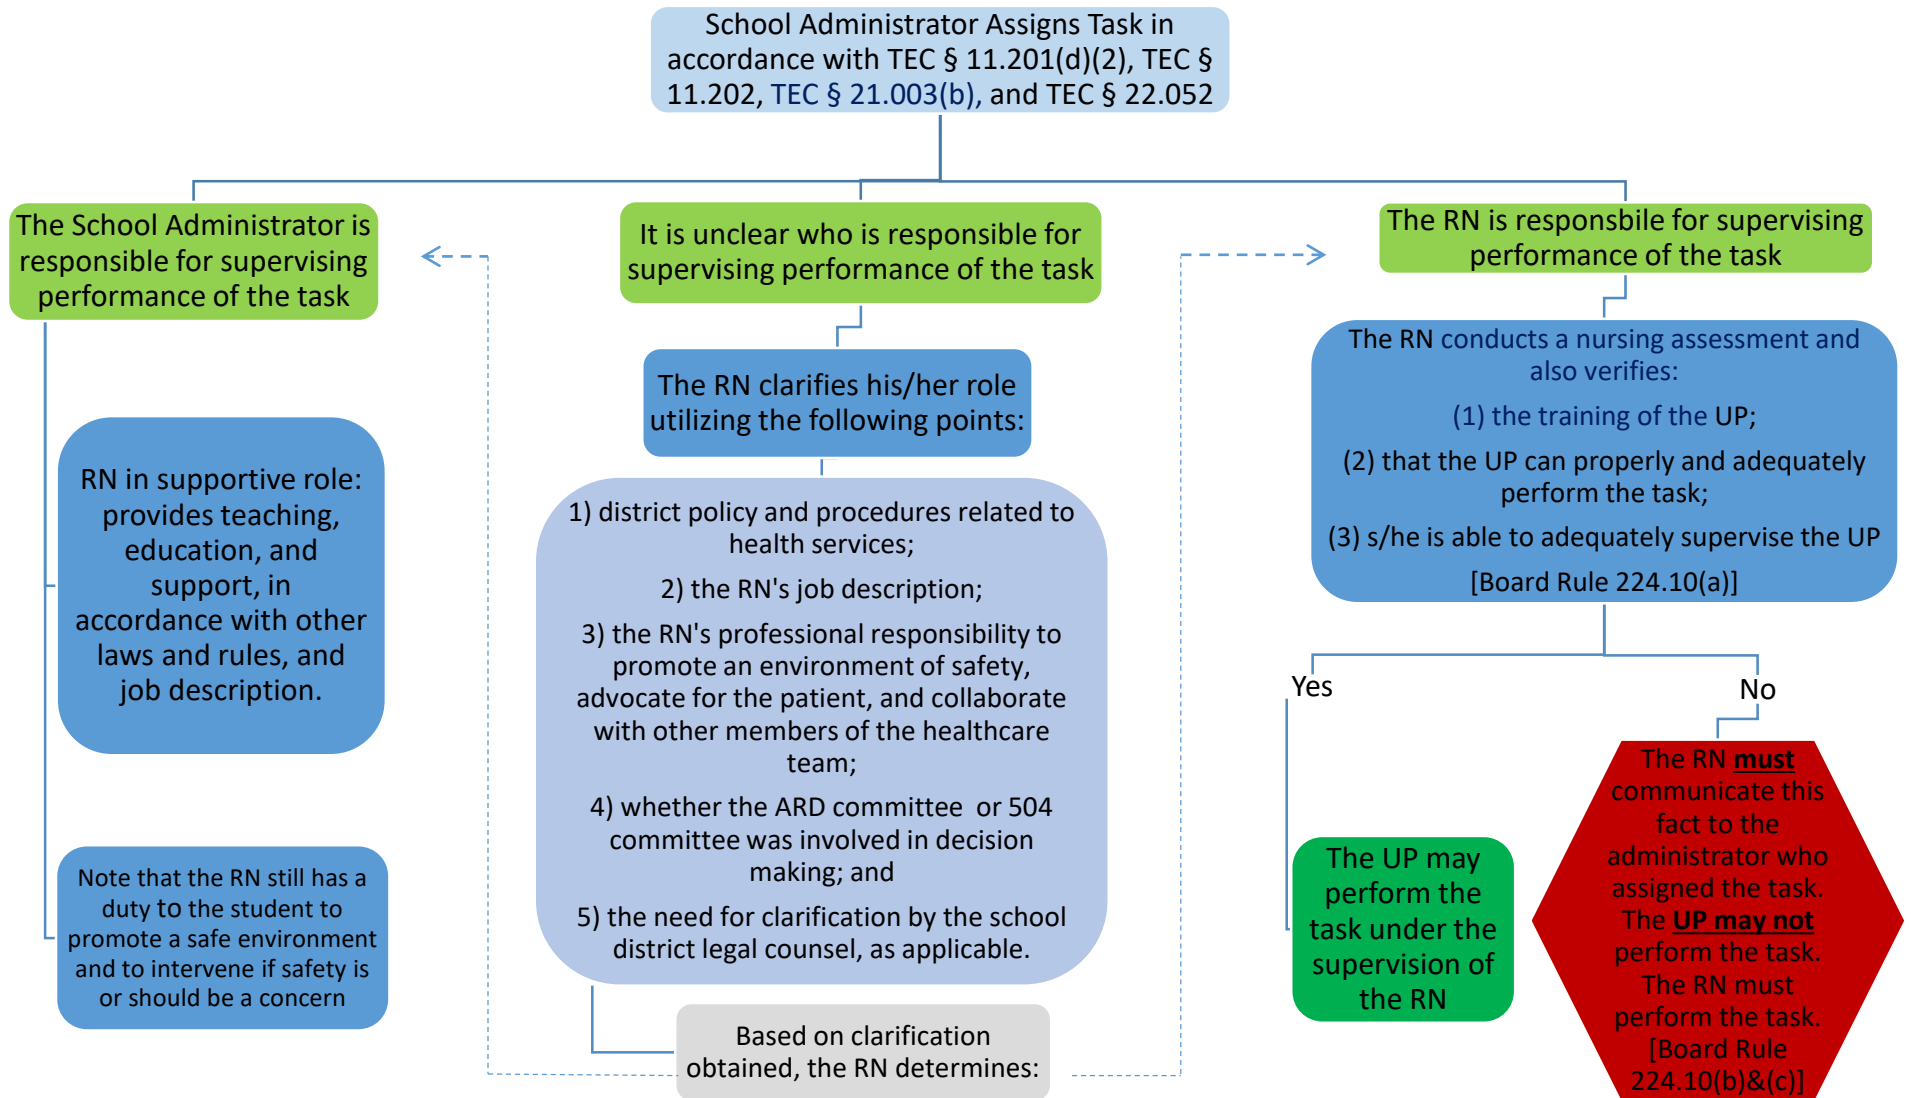 School Administrator Assigns Task in
accordance with TEC § 11.201(d)(2), TEC §
11.202, TEC § 21.003(b), and TEC § 22.052
The School Administrator is
responsible for supervising
performance of the task
RN in supportive role:
provides teaching,
education, and
support, in
accordance with other
laws and rules, and
job description.
Note that the RN still has a
duty to the student to
promote a safe environment
and to intervene if safety is
or should be a concern
It is unclear who is responsible for
supervising performance of the task
The RN clarifies his/her role
utilizing the following points:
1) district policy and procedures related to
health services;
2) the RN's job description;
3) the RN's professional responsibility to
promote an environment of safety,
advocate for the patient, and collaborate
with other members of the healthcare
team;
4) whether the ARD committee or 504
committee was involved in decision
making; and
5) the need for clarification by the school
district legal counsel, as applicable.
Based on clarification
obtained, the RN determines:
The RN is responsbile for supervising
performance of the task
The RN conducts a nursing assessment and
also verifies:
(1) the training of the UP;
(2) that the UP can properly and adequately
perform the task;
(3) s/he is able to adequately supervise the UP
[Board Rule 224.10(a)]
Yes
The UP may
perform the
task under the
supervision of
the RN
No
The RN must
communicate this
fact to the
administrator who
assigned the task.
The UP may not
perform the task.
The RN must
perform the task.
[Board Rule
224.10(b)&(c)]